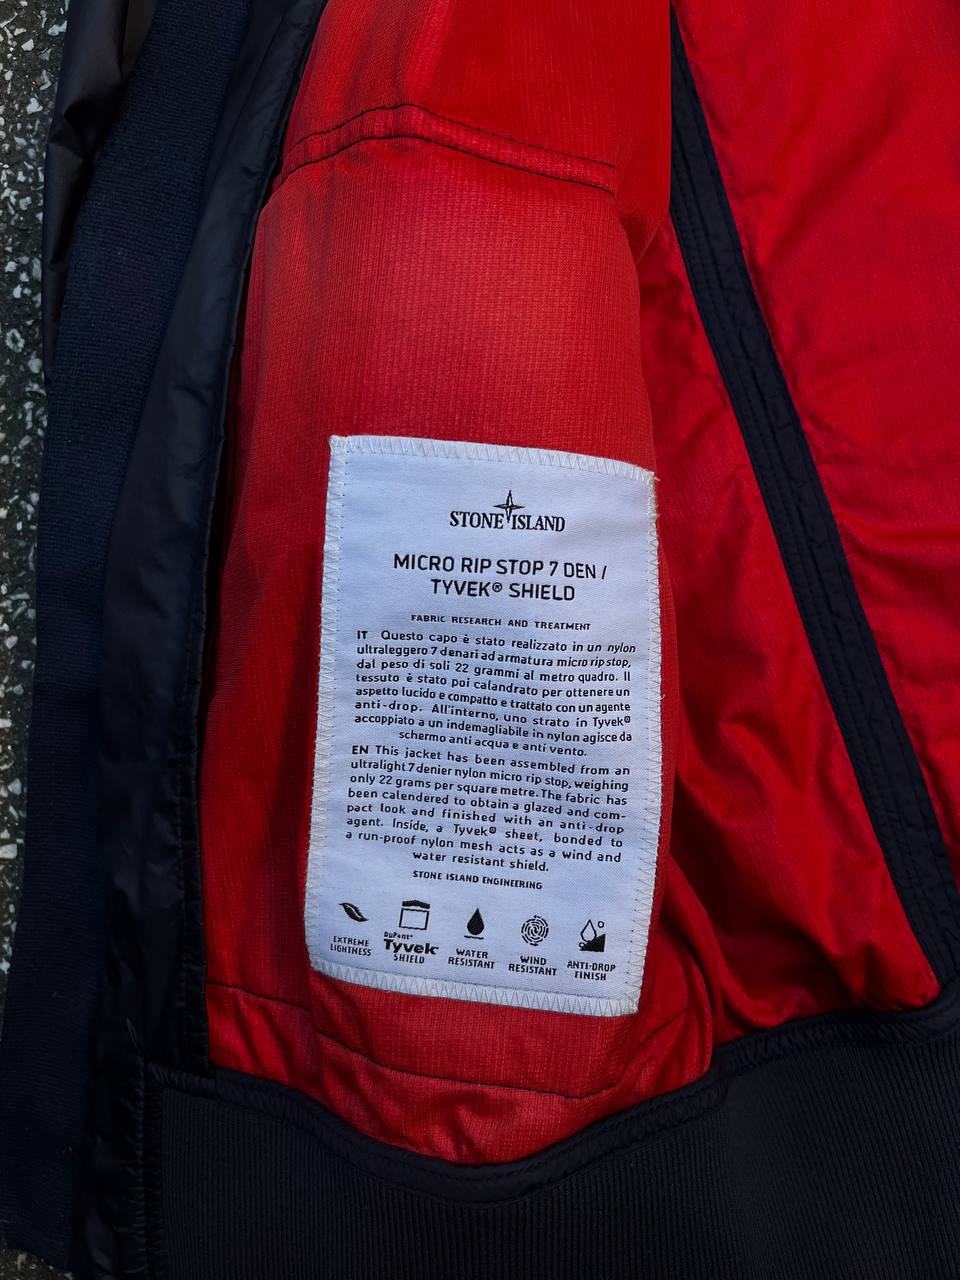 STONE ISLAND
MICRO RIP STOP 7 DEN /
TYVEK® SHIELD
FABRIC RESEARCH AND TREATMENT
IT Questo capo è stato realizzato in un nylon
ultraleggero 7 denari ad armatura micro rip stop,
dal peso di soli 22 grammi al metro quadro. Il
tessuto è stato poi calandrato per ottenere un
aspetto lucido e compatto e trattato con un agente
anti-drop. All'interno, uno strato in Tyvek®
accoppiato a un indemagliabile in nylon agisce da
schermo anti acqua e anti vento.
EN This jacket has been assembled from an
ultralight 7 denier nylon micro rip stop, weighing
only 22 grams per square metre. The fabric has
been calendered to obtain a glazed and com-
pact look and finished with an anti-drop
agent. Inside, a Tyvek® sheet, bonded to
a run-proof nylon mesh acts as a wind and
water resistant shield.
STONE ISLAND ENGINEERING
EXTREME
LIGHTNESS
DuPont™
Tyvek®
SHIELD
WATER
RESISTANT
WIND
RESISTANT
ANTI-DROP
FINISH